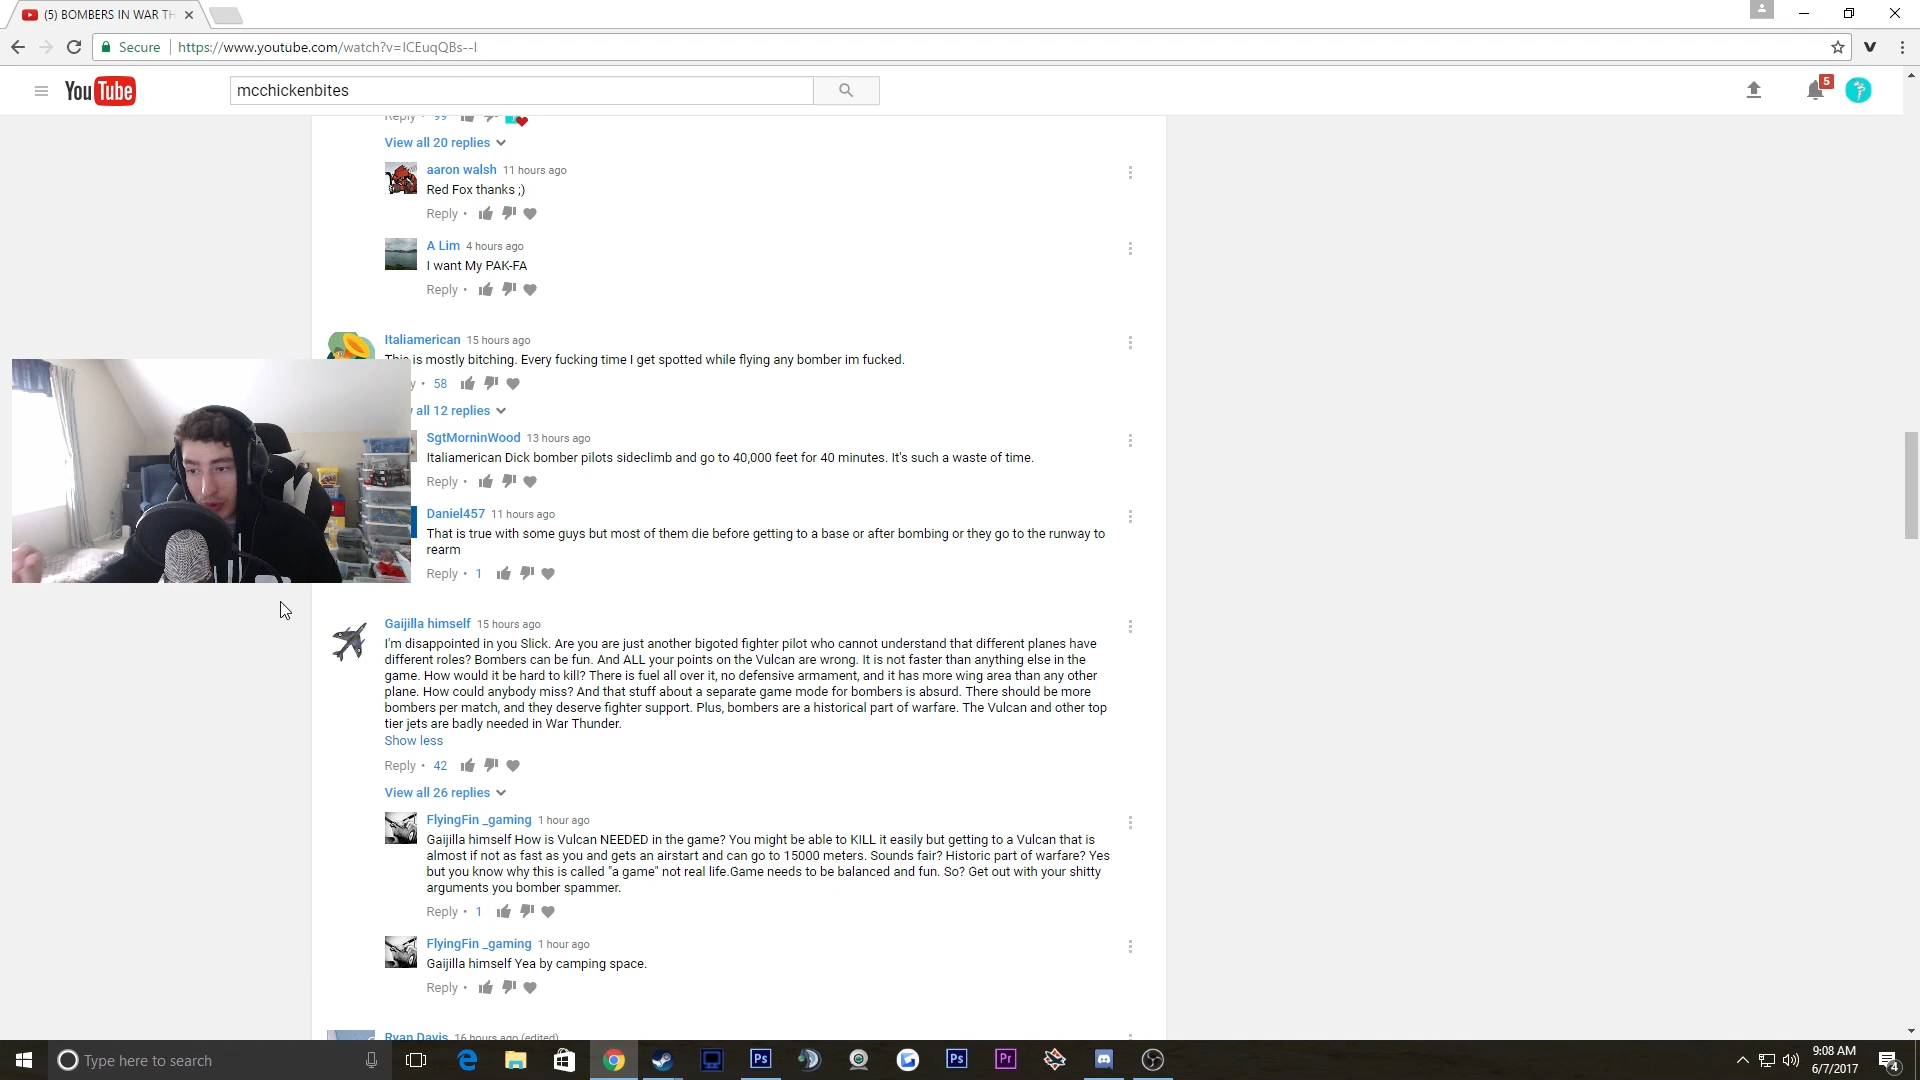 (5) BOMBERS IN WAR TH
Secure
https://www.youtube.com/watch?v=ICEuqQBs--I
YouTube
mcchickenbites
5
Reply • 99
View all 20 replies
aaron walsh 11 hours ago
Red Fox thanks ;)
Reply •
A Lim 4 hours ago
I want My PAK-FA
Reply •
Italiamerican 15 hours ago
This is mostly bitching. Every fucking time I get spotted while flying any bomber im fucked.
y • 58
all 12 replies
SgtMorninWood 13 hours ago
Italiamerican Dick bomber pilots sideclimb and go to 40,000 feet for 40 minutes. It's such a waste of time.
Reply •
Daniel457 11 hours ago
That is true with some guys but most of them die before getting to a base or after bombing or they go to the runway to
rearm
Reply • 1
Gaijilla himself 15 hours ago
I'm disappointed in you Slick. Are you are just another bigoted fighter pilot who cannot understand that different planes have
different roles? Bombers can be fun. And ALL your points on the Vulcan are wrong. It is not faster than anything else in the
game. How would it be hard to kill? There is fuel all over it, no defensive armament, and it has more wing area than any other
plane. How could anybody miss? And that stuff about a separate game mode for bombers is absurd. There should be more
bombers per match, and they deserve fighter support. Plus, bombers are a historical part of warfare. The Vulcan and other top
tier jets are badly needed in War Thunder.
Show less
Reply • 42
View all 26 replies
FlyingFin _gaming 1 hour ago
Gaijilla himself How is Vulcan NEEDED in the game? You might be able to KILL it easily but getting to a Vulcan that is
almost if not as fast as you and gets an airstart and can go to 15000 meters. Sounds fair? Historic part of warfare? Yes
but you know why this is called "a game" not real life.Game needs to be balanced and fun. So? Get out with your shitty
arguments you bomber spammer.
Reply • 1
FlyingFin _gaming 1 hour ago
Gaijilla himself Yea by camping space.
Reply •
Ryan Davis 16 hours ago (edited)
Type here to search
Ps
Ps
Pr
9:08 AM
6/7/2017
4